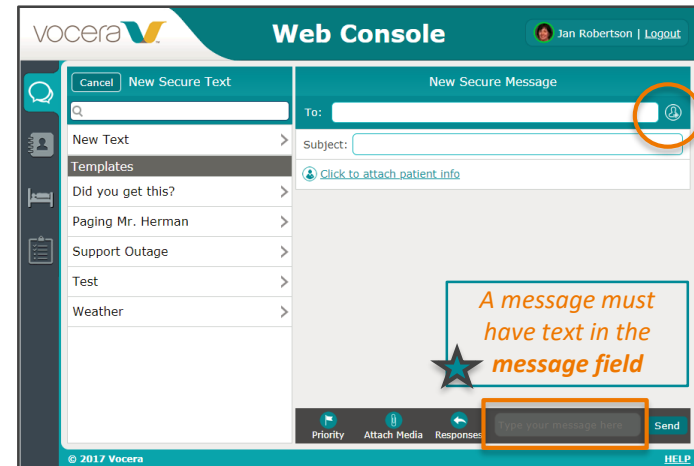 vocera
Web Console
Jan Robertson | Logout
Cancel New Secure Text
New Secure Message
To:
New Text
Subject:
Templates
Click to attach patient info
Did you get this?
Paging Mr. Herman
Support Outage
Test
Weather
A message must
have text in the
message field
Priority
Attach Media
Responses
Type your message here
Send
© 2017 Vocera
HELP